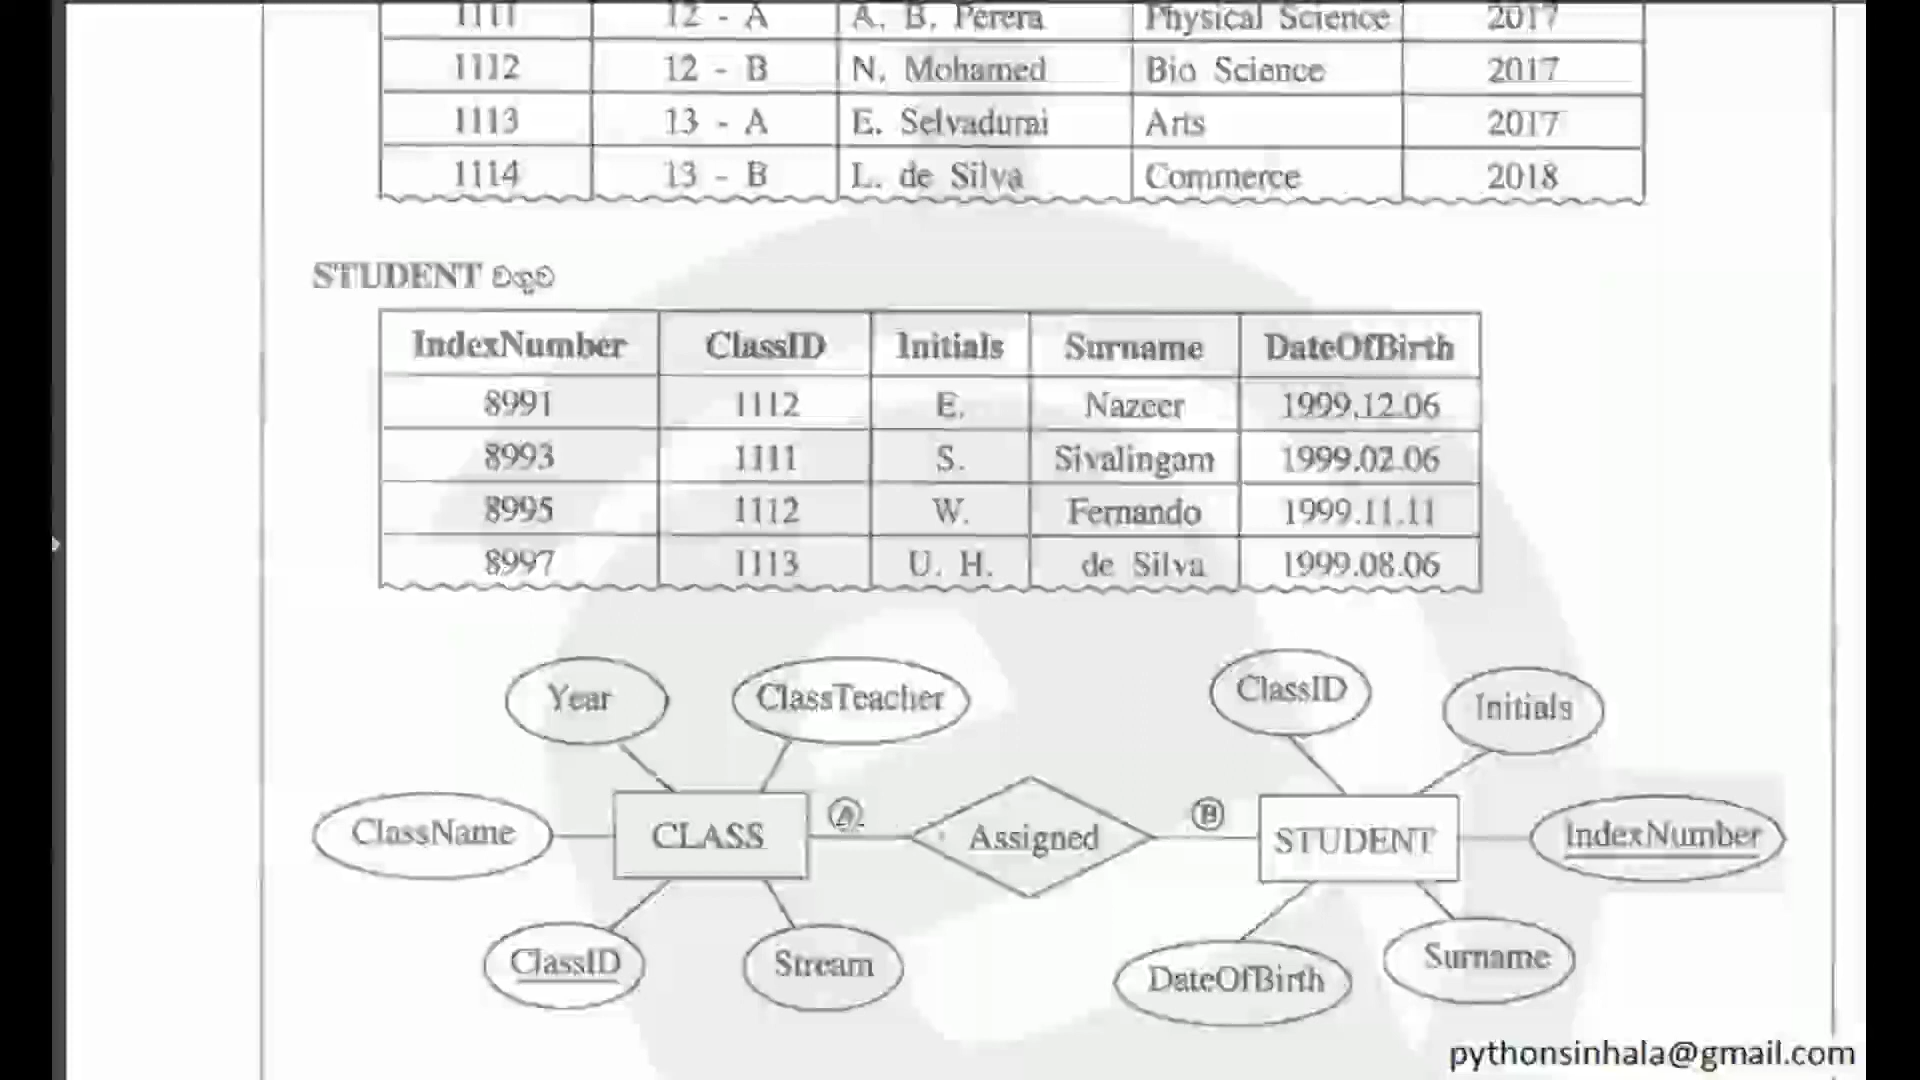 1111 12 - A A. B. Perera Physical Science 2017
1112 12 - B N. Mohamed Bio Science 2017
1113 13 - A E. Selvadurai Arts 2017
1114 13 - B L. de Silva Commerce 2018
STUDENT වගුව
IndexNumber ClassID Initials Surname DateOfBirth
8991 1112 E. Nazeer 1999.12.06
8993 1111 S. Sivalingam 1999.02.06
8995 1112 W. Fernando 1999.11.11
8997 1113 U. H. de Silva 1999.08.06
Year ClassTeacher ClassID Initials
ClassName CLASS A Assigned B STUDENT IndexNumber
ClassID Stream DateOfBirth Surname
pythonsinhala@gmail.com